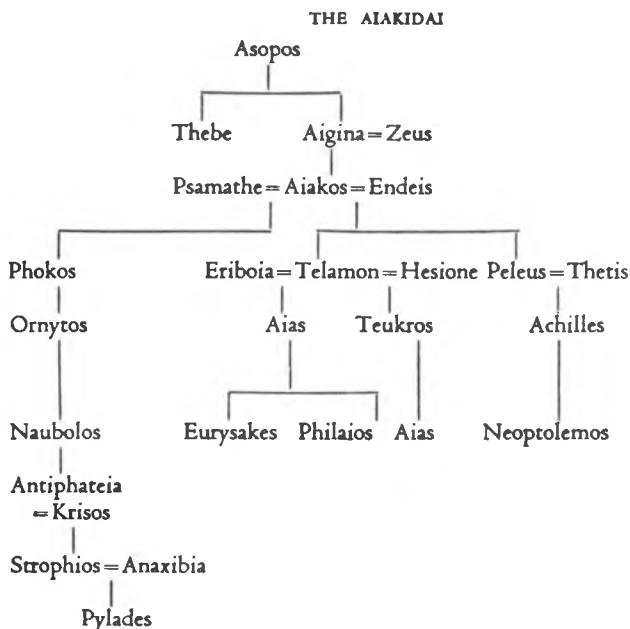 THE AIAKIDAI
Asopos
Thebe Aigina = Zeus
Psamathe = Aiakos = Endeis
Phokos Eriboia = Telamon = Hesione Peleus = Thetis
Ornytos Aias Teukros Achilles
Naubolos Eurysakes Philaios Aias Neoptolemos
Antiphateia
= Krisos
Strophios = Anaxibia
Pylades